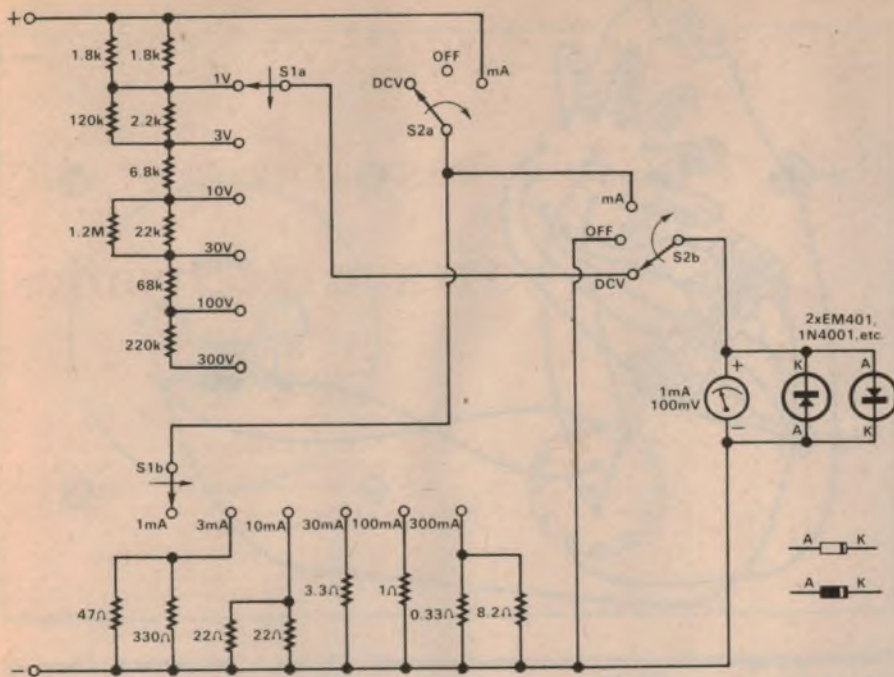 +
1.8k 1.8k
OFF
mA
DCV
S2a
1V
S1a
120k 2.2k
3V
6.8k
10V
1.2M 22k
30V
68k
100V
220k
300V
mA
OFF
S2b
DCV
2xEM401,
1N4001,etc.
K A
+
1mA
100mV
−
A K
S1b
1mA 3mA 10mA 30mA 100mA 300mA
3.3Ω 1Ω
47Ω 330Ω 22Ω 22Ω 0.33Ω 8.2Ω
A K
A K
−